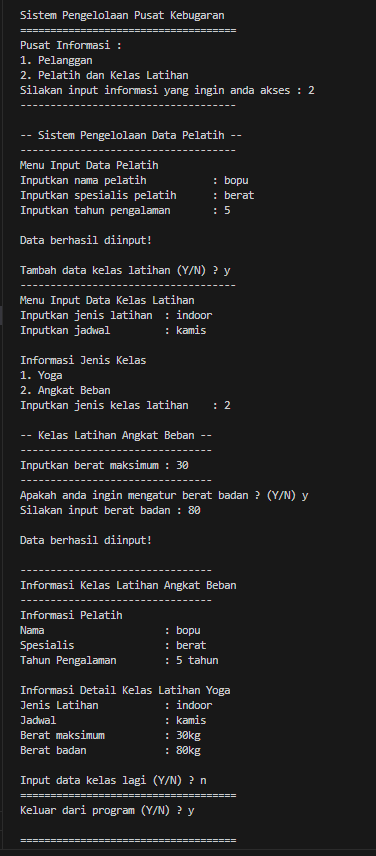 Sistem Pengelolaan Pusat Kebugaran
====================================
Pusat Informasi :
1. Pelanggan
2. Pelatih dan Kelas Latihan
Silakan input informasi yang ingin anda akses : 2
------------------------------------
-- Sistem Pengelolaan Data Pelatih --
------------------------------------
Menu Input Data Pelatih
Inputkan nama pelatih           : bopu
Inputkan spesialis pelatih      : berat
Inputkan tahun pengalaman       : 5
Data berhasil diinput!
Tambah data kelas latihan (Y/N) ? y
------------------------------------
Menu Input Data Kelas Latihan
Inputkan jenis latihan  : indoor
Inputkan jadwal         : kamis
Informasi Jenis Kelas
1. Yoga
2. Angkat Beban
Inputkan jenis kelas latihan    : 2
-- Kelas Latihan Angkat Beban --
--------------------------------
Inputkan berat maksimum : 30
--------------------------------
Apakah anda ingin mengatur berat badan ? (Y/N) y
Silakan input berat badan : 80
Data berhasil diinput!
--------------------------------
Informasi Kelas Latihan Angkat Beban
--------------------------------
Informasi Pelatih
Nama                    : bopu
Spesialis               : berat
Tahun Pengalaman        : 5 tahun
Informasi Detail Kelas Latihan Yoga
Jenis Latihan           : indoor
Jadwal                  : kamis
Berat maksimum          : 30kg
Berat badan             : 80kg
Input data kelas lagi (Y/N) ? n
====================================
Keluar dari program (Y/N) ? y
====================================